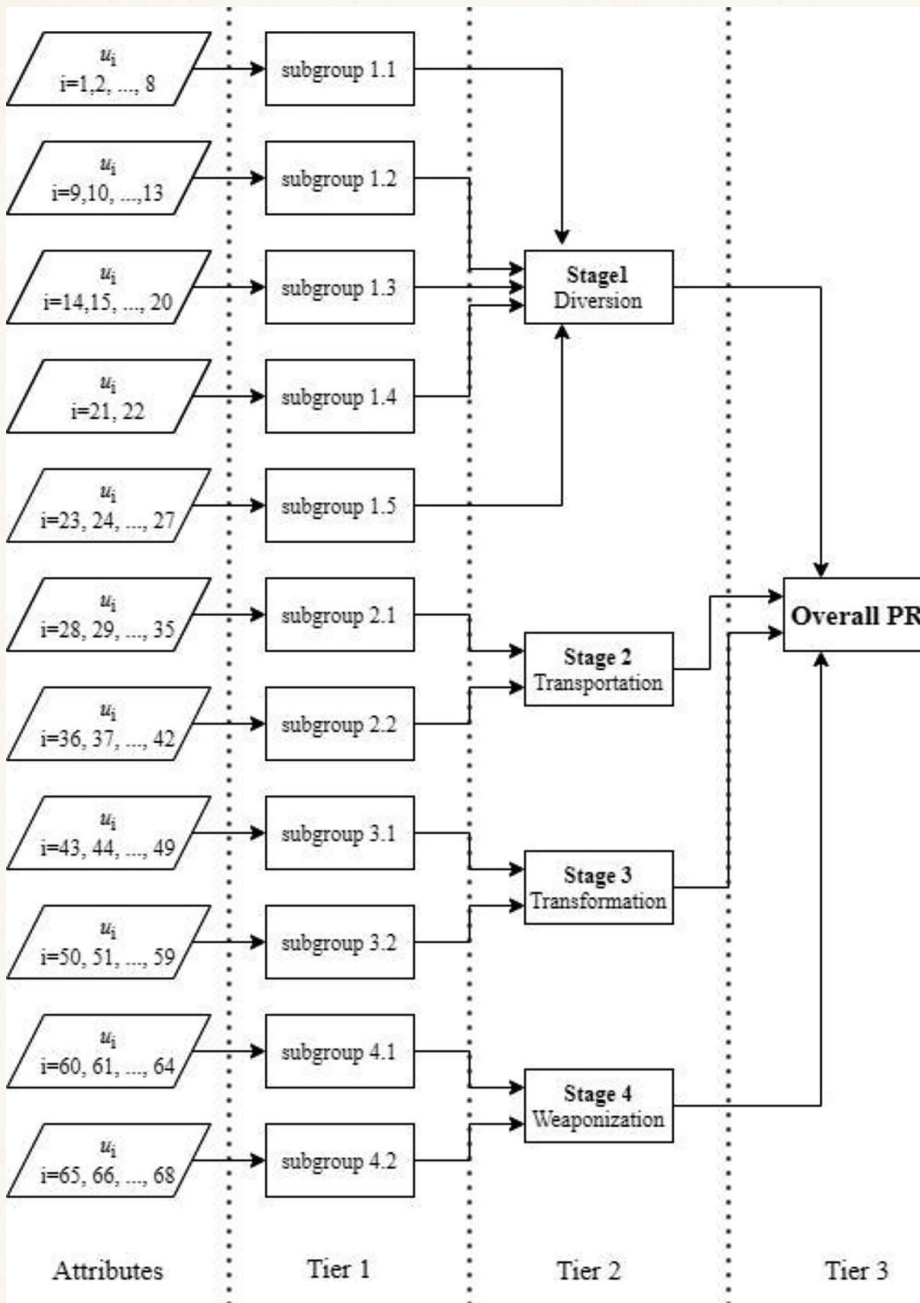 u_i
i=1,2, ..., 8
subgroup 1.1
u_i
i=9,10, ...,13
subgroup 1.2
u_i
i=14,15, ..., 20
subgroup 1.3
Stage1
Diversion
u_i
i=21, 22
subgroup 1.4
u_i
i=23, 24, ..., 27
subgroup 1.5
u_i
i=28, 29, ..., 35
subgroup 2.1
Overall PR
Stage 2
Transportation
u_i
i=36, 37, ..., 42
subgroup 2.2
u_i
i=43, 44, ..., 49
subgroup 3.1
Stage 3
Transformation
u_i
i=50, 51, ..., 59
subgroup 3.2
u_i
i=60, 61, ..., 64
subgroup 4.1
Stage 4
Weaponization
u_i
i=65, 66, ..., 68
subgroup 4.2
Attributes
Tier 1
Tier 2
Tier 3